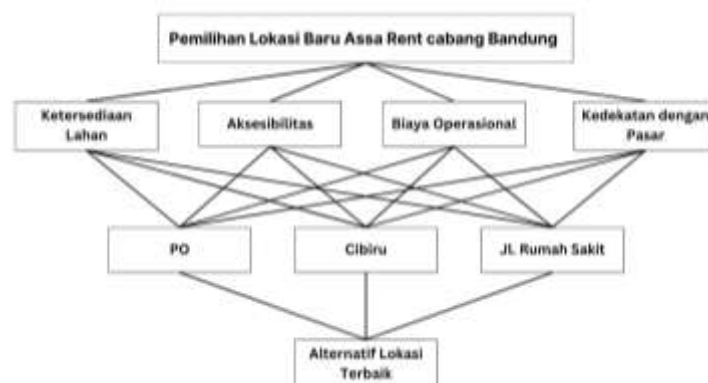 Pemilihan Lokasi Baru Assa Rent cabang Bandung
Ketersediaan
Lahan
Aksesibilitas
Biaya Operasional
Kedekatan dengan
Pasar
PO
Cibiru
Jl. Rumah Sakit
Alternatif Lokasi
Terbaik